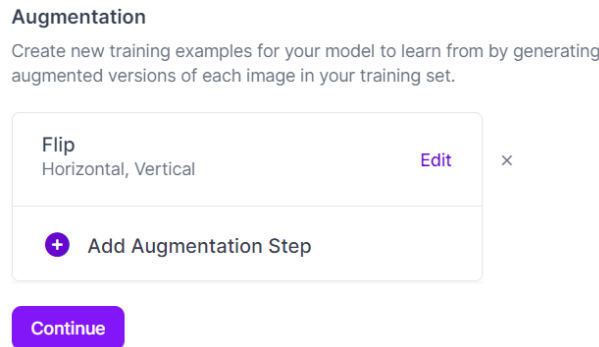 Augmentation
Create new training examples for your model to learn from by generating
augmented versions of each image in your training set.
Flip
Horizontal, Vertical
Edit
×
+
Add Augmentation Step
Continue